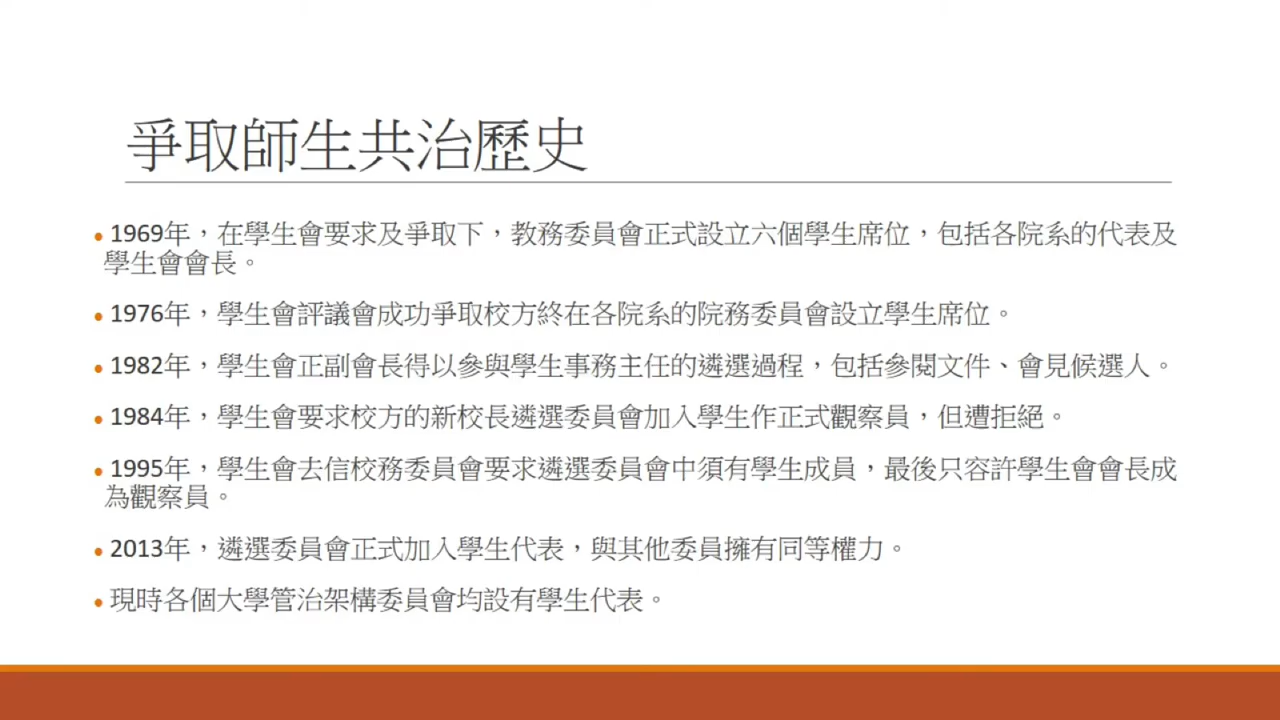 爭取師生共治歷史
• 1969年，在學生會要求及爭取下，教務委員會正式設立六個學生席位，包括各院系的代表及
學生會會長。
• 1976年，學生會評議會成功爭取校方終在各院系的院務委員會設立學生席位。
• 1982年，學生會正副會長得以參與學生事務主任的遴選過程，包括參閱文件、會見候選人。
• 1984年，學生會要求校方的新校長遴選委員會加入學生作正式觀察員，但遭拒絕。
• 1995年，學生會去信校務委員會要求遴選委員會中須有學生成員，最後只容許學生會會長成
為觀察員。
• 2013年，遴選委員會正式加入學生代表，與其他委員擁有同等權力。
• 現時各個大學管治架構委員會均設有學生代表。